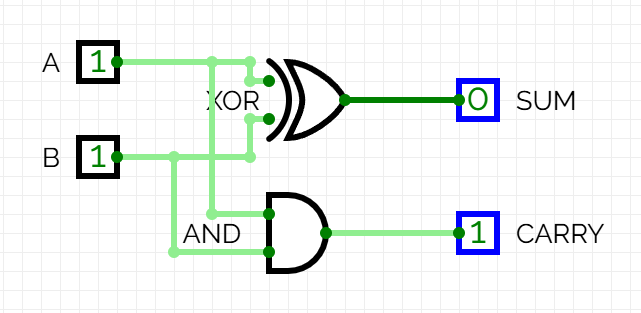 A 1
XOR 0 SUM
B 1
AND 1 CARRY